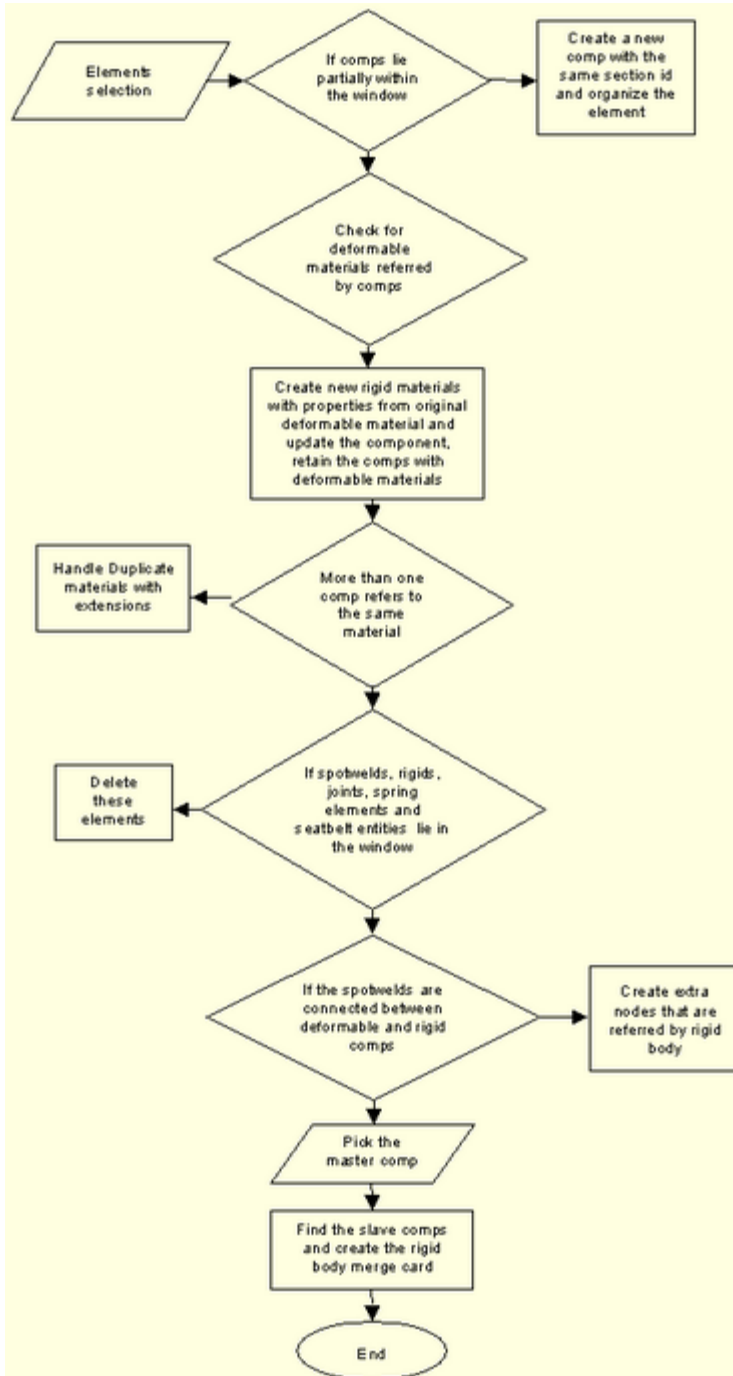 Elements
selection
If comps lie
partially within
the window
Create a new
comp with the
same section id
and organize the
element
Check for
deformable
materials referred
by comps
Create new rigid materials
with properties from original
deformable material and
update the component,
retain the comps with
deformable materials
Handle Duplicate
materials with
extensions
More than one
comp refers to
the same
material
Delete
these
elements
If spotwelds, rigids,
joints, spring
elements and
seatbelt entities lie in
the window
If the spotwelds are
connected between
deformable and rigid
comps
Create extra
nodes that are
referred by rigid
body
Pick the
master comp
Find the slave comps
and create the rigid
body merge card
End